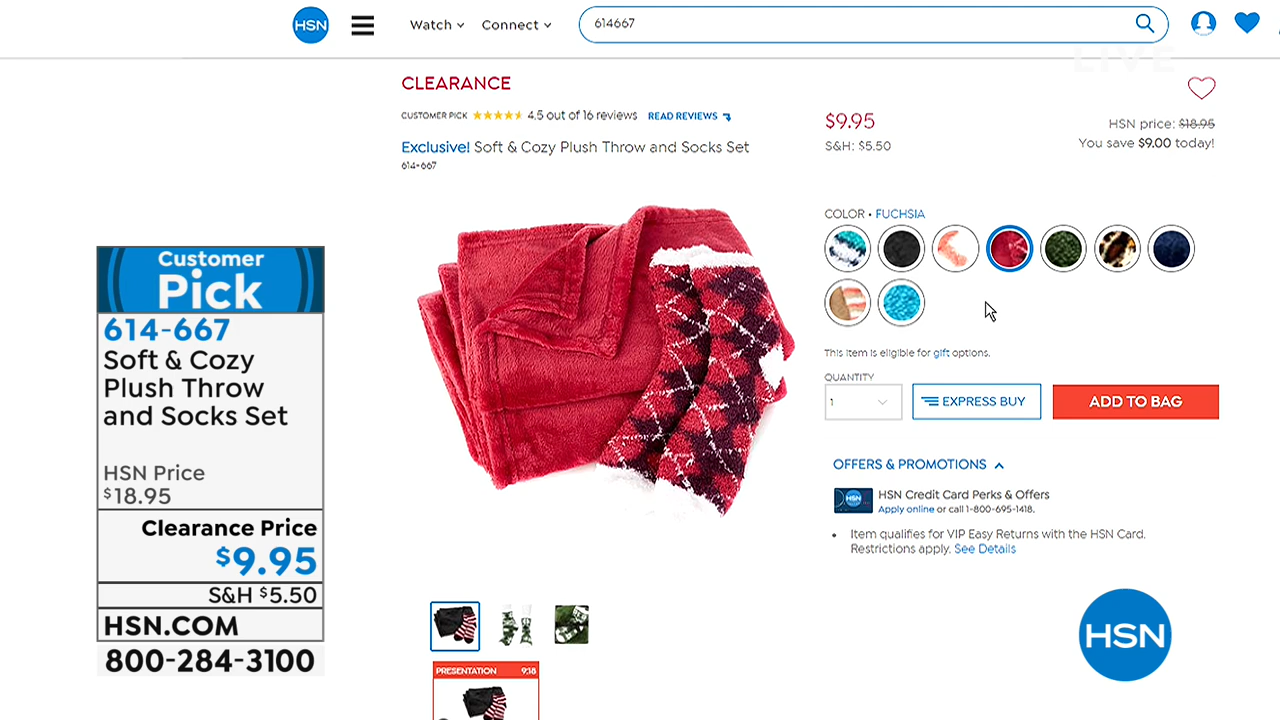 HSN
Watch
Connect
614667
LIVE
CLEARANCE
CUSTOMER PICK 4.5 out of 16 reviews READ REVIEWS
Exclusive! Soft & Cozy Plush Throw and Socks Set
614-667
$9.95
S&H: $5.50
HSN price: $18.95
You save $9.00 today!
COLOR • FUCHSIA
This item is eligible for gift options.
QUANTITY
1
EXPRESS BUY
ADD TO BAG
OFFERS & PROMOTIONS
HSN
HSN Credit Card Perks & Offers
Apply online or call 1-800-695-1418.
• Item qualifies for VIP Easy Returns with the HSN Card.
Restrictions apply. See Details
PRESENTATION 9:18
Customer
Pick
614-667
Soft & Cozy
Plush Throw
and Socks Set
HSN Price
$18.95
Clearance Price
$9.95
S&H $5.50
HSN.COM
800-284-3100
HSN